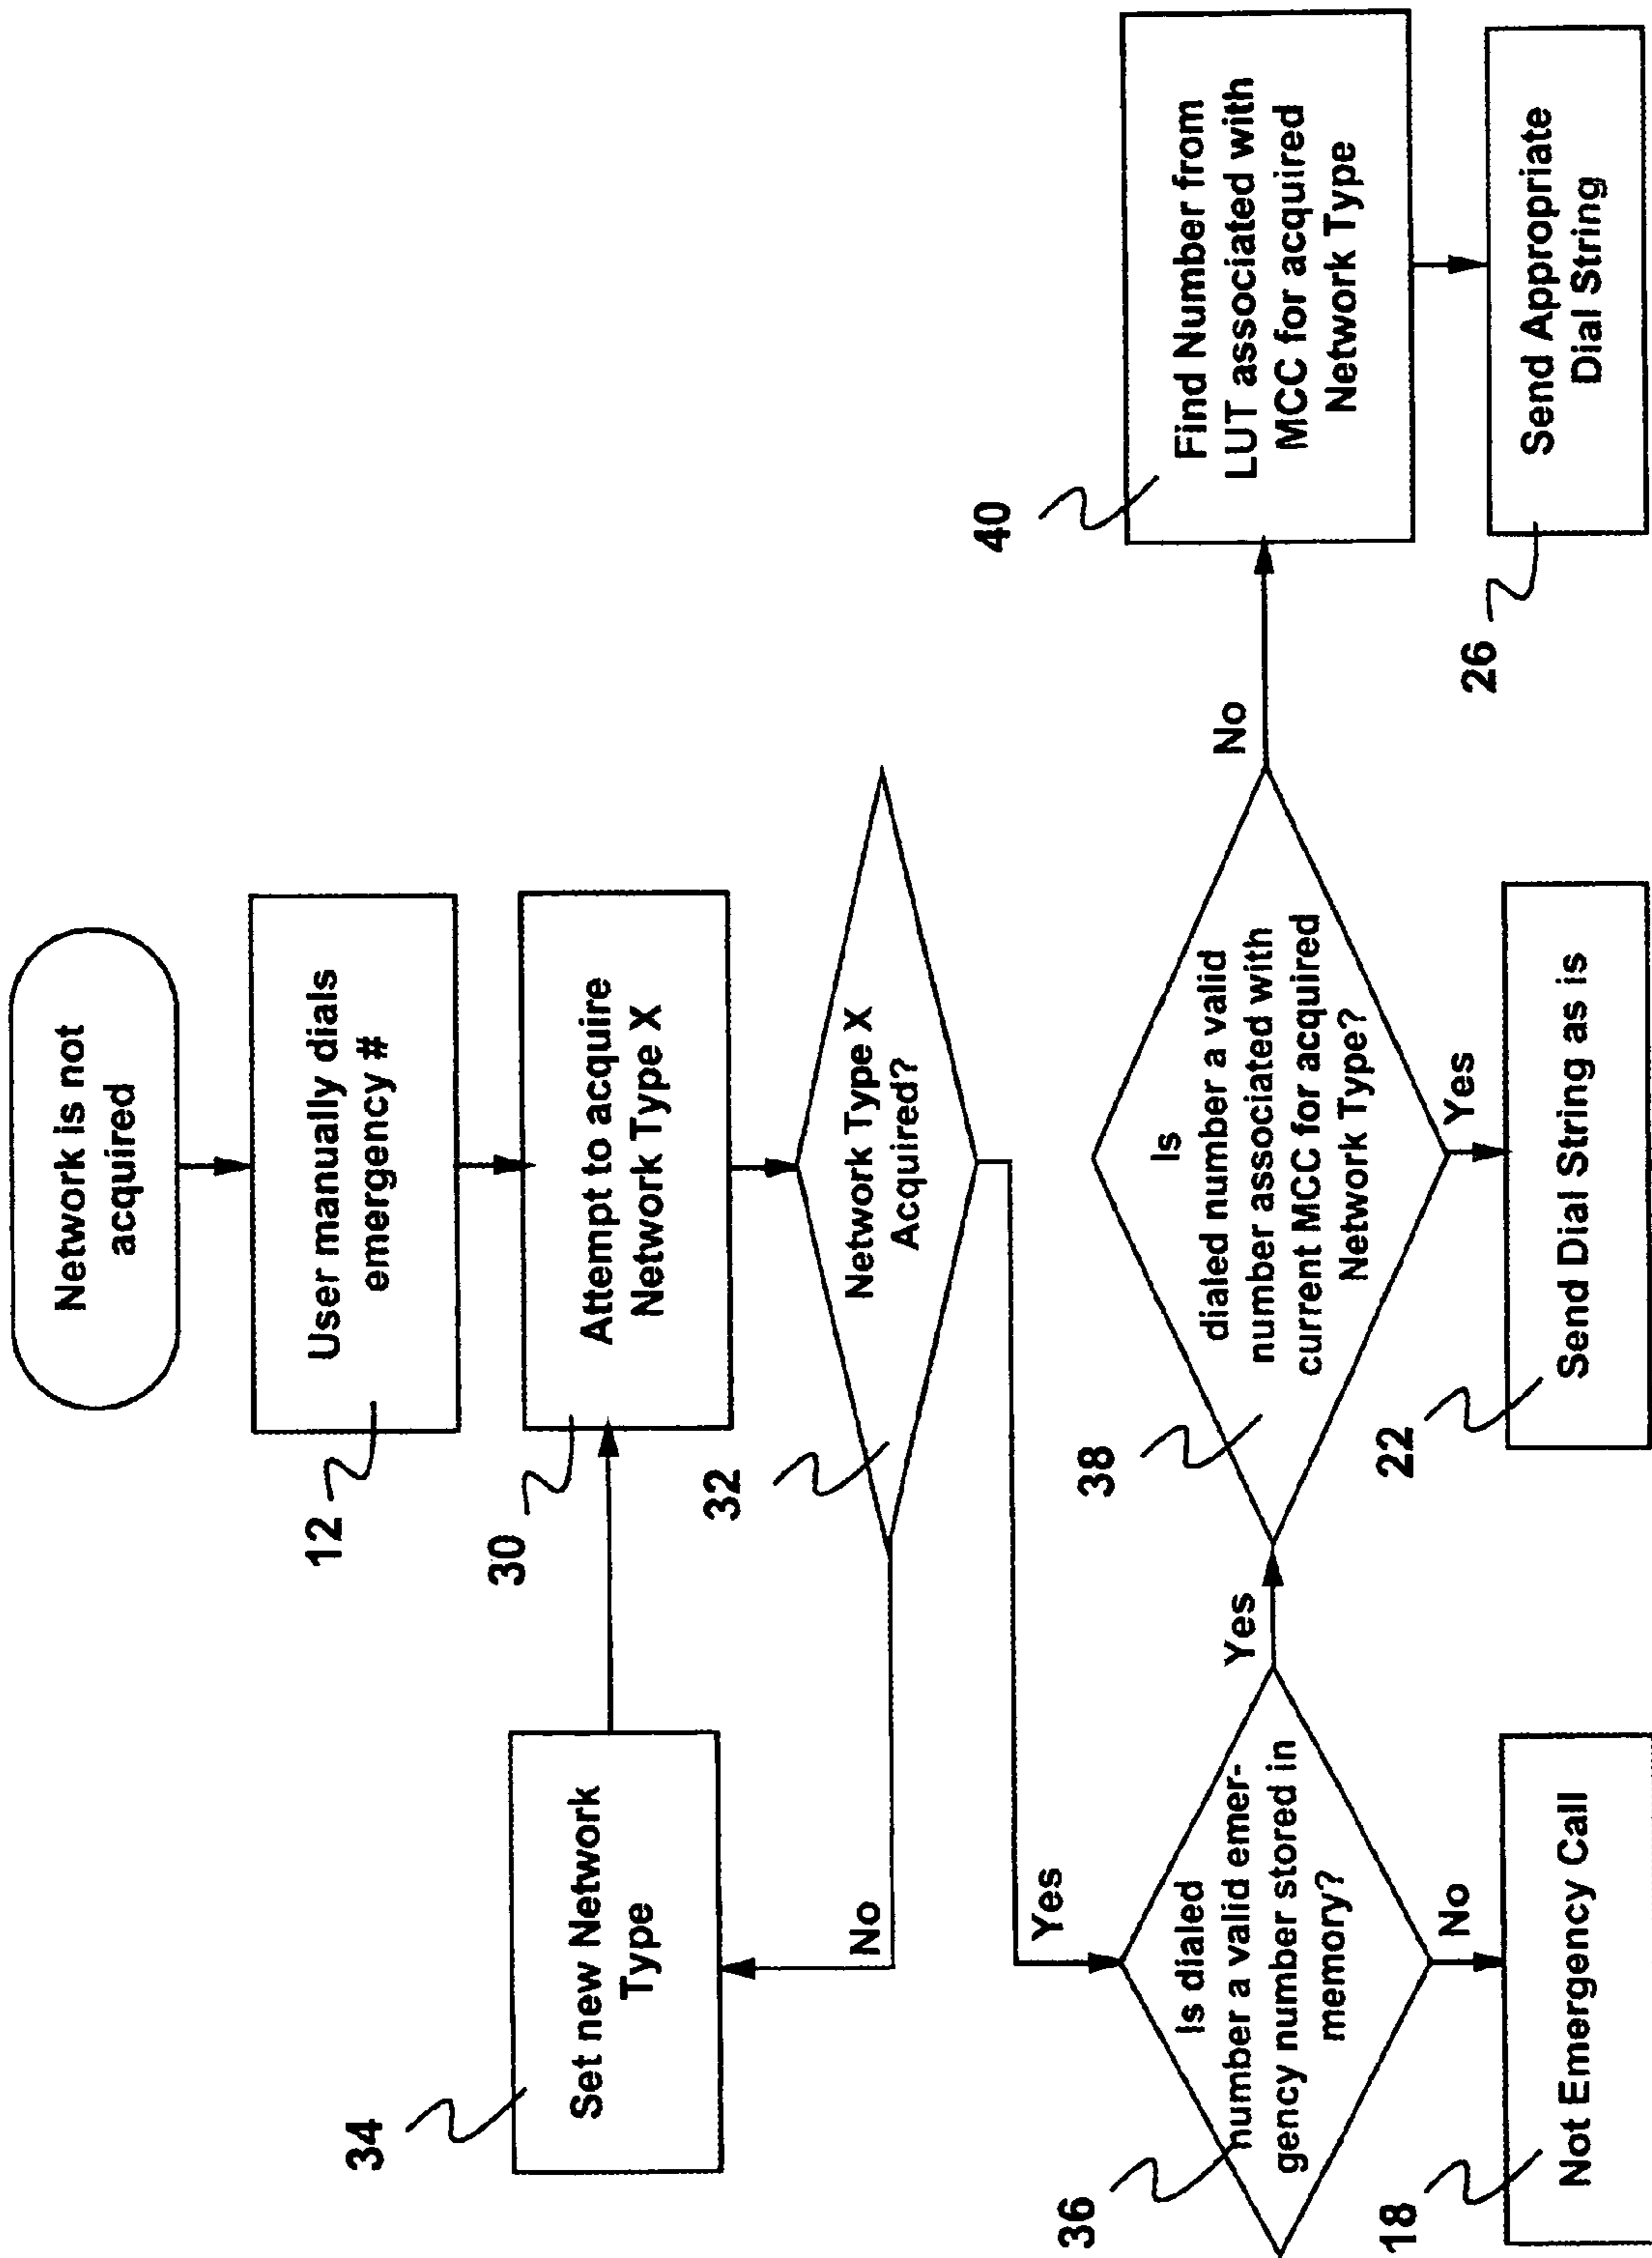 Network is not
acquired
User manually dials
emergency #
12
Attempt to acquire
Network Type X
30
Set new Network
Type
34
Network Type X
Acquired?
32
No
Yes
Is dialed
number a valid emer-
gency number stored in
memory?
36
No
Not Emergency Call
18
Yes
Is
dialed number a valid
number associated with
current MCC for acquired
Network Type?
38
Yes
Send Dial String as is
22
No
Find Number from
LUT associated with
MCC for acquired
Network Type
40
Send Appropriate
Dial String
26